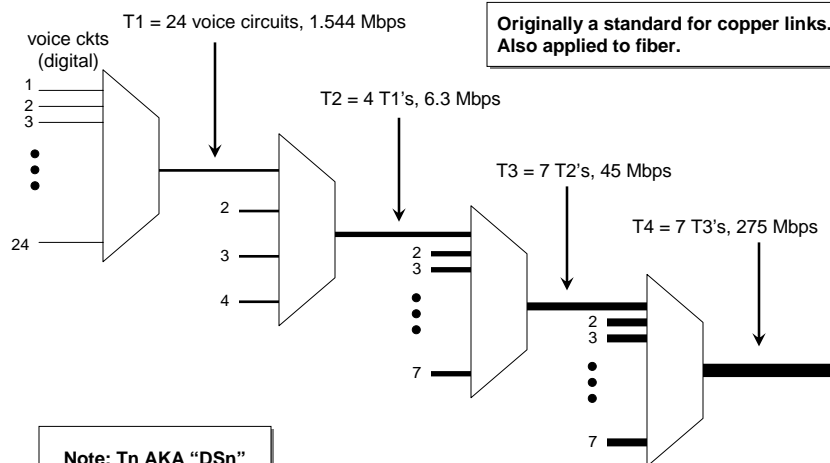 T1 = 24 voice circuits, 1.544 Mbps
Originally a standard for copper links.
Also applied to fiber.
voice ckts
(digital)
1
2
3
24
T2 = 4 T1's, 6.3 Mbps
2
3
4
T3 = 7 T2's, 45 Mbps
2
3
7
T4 = 7 T3's, 275 Mbps
2
3
7
Note: Tn AKA “DSn”